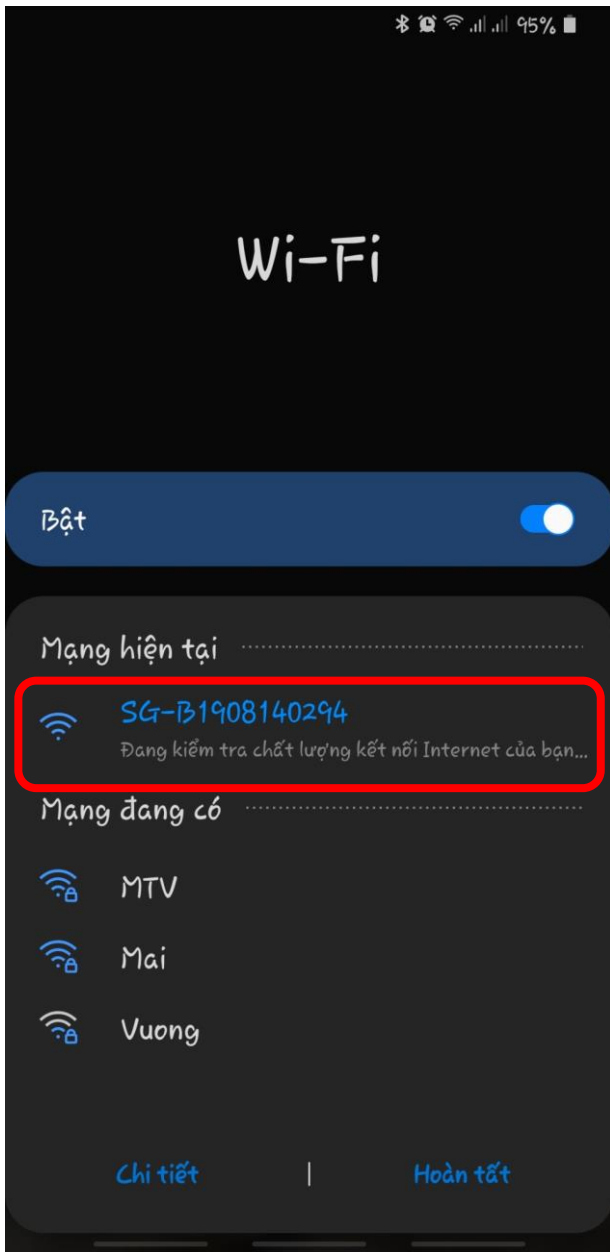 95%
Wi-Fi
Bật
Mạng hiện tại
SG-B1908140294
Đang kiểm tra chất lượng kết nối Internet của bạn...
Mạng đang có
MTV
Mai
Vuong
Chi tiết | Hoàn tất